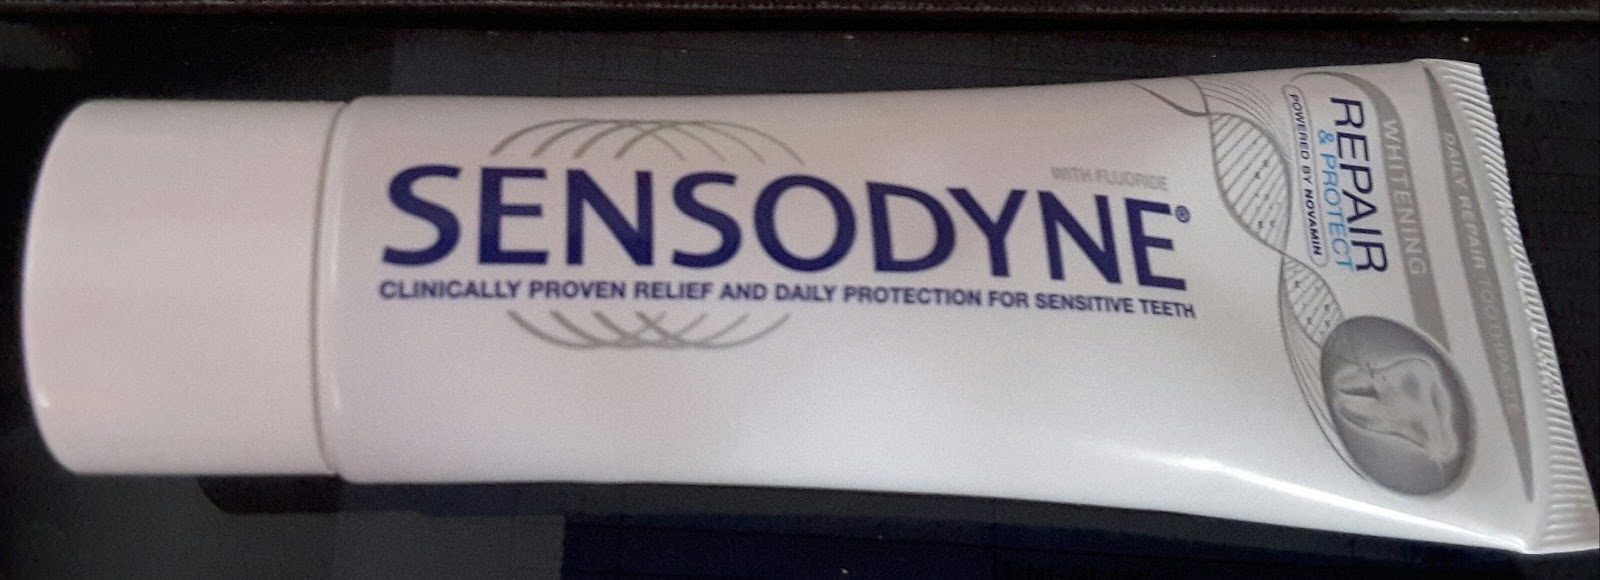 SENSODYNE®
WITH FLUORIDE
CLINICALLY PROVEN RELIEF AND DAILY PROTECTION FOR SENSITIVE TEETH
DAILY REPAIR TOOTHPASTE
WHITENING
REPAIR
& PROTECT
POWERED BY NOVAMIN